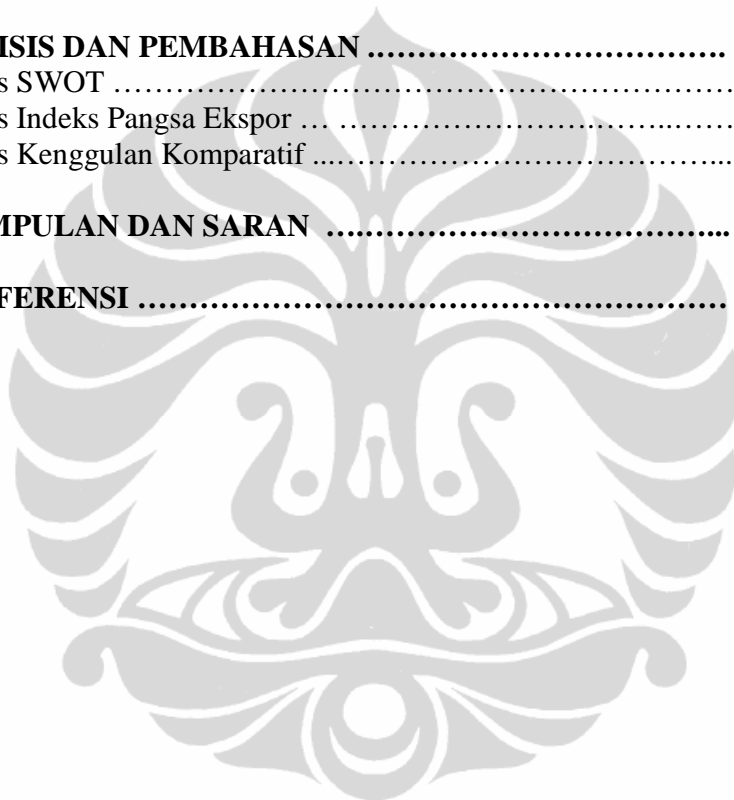 ISIS DAN PEMBAHASAN ……………………………….
s SWOT ……………………………………………………
s Indeks Pangsa Ekspor … …………………….…….……
s Kenggulan Komparatif ...………………………………...
MPULAN DAN SARAN ………………………………...
FERENSI ………………………………………………